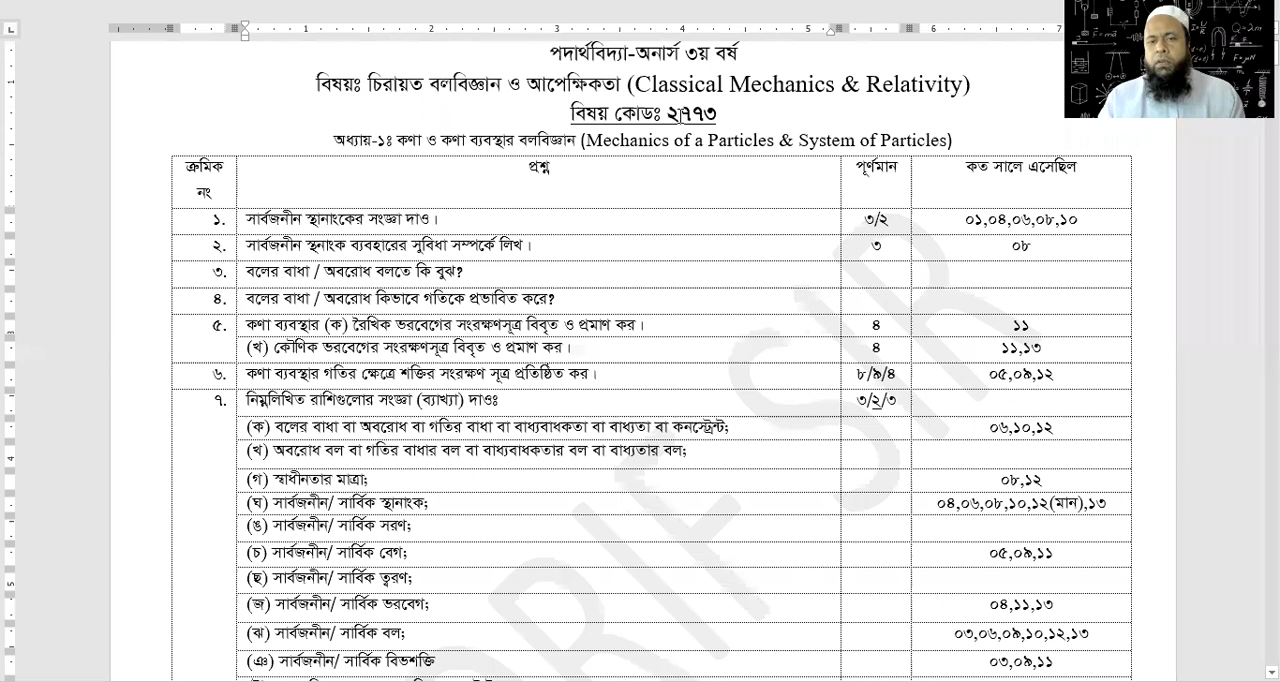 পদার্থবিদ্যা-অনার্স ৩য় বর্ষ
বিষয়ঃ চিরায়ত বলবিজ্ঞান ও আপেক্ষিকতা (Classical Mechanics & Relativity)
বিষয় কোডঃ ২৭৭৩
অধ্যায়-১ঃ কণা ও কণা ব্যবস্থার বলবিজ্ঞান (Mechanics of a Particles & System of Particles)
ক্রমিক নং প্রশ্ন পূর্ণমান কত সালে এসেছিল
১. সার্বজনীন স্থানাংকের সংজ্ঞা দাও। ৩/২ ০১,০৪,০৬,০৮,১০
২. সার্বজনীন স্থনাংক ব্যবহারের সুবিধা সম্পর্কে লিখ। ৩ ০৮
৩. বলের বাধা / অবরোধ বলতে কি বুঝ?
৪. বলের বাধা / অবরোধ কিভাবে গতিকে প্রভাবিত করে?
৫. কণা ব্যবস্থার (ক) রৈখিক ভরবেগের সংরক্ষণসূত্র বিবৃত ও প্রমাণ কর। ৪ ১১
(খ) কৌণিক ভরবেগের সংরক্ষণসূত্র বিবৃত ও প্রমাণ কর। ৪ ১১,১৩
৬. কণা ব্যবস্থার গতির ক্ষেত্রে শক্তির সংরক্ষণ সূত্র প্রতিষ্ঠিত কর। ৮/৯/৪ ০৫,০৯,১২
৭. নিম্নলিখিত রাশিগুলোর সংজ্ঞা (ব্যাখ্যা) দাওঃ ৩/২/৩
(ক) বলের বাধা বা অবরোধ বা গতির বাধা বা বাধ্যবাধকতা বা বাধ্যতা বা কনস্ট্রেন্ট; ০৬,১০,১২
(খ) অবরোধ বল বা গতির বাধার বল বা বাধ্যবাধকতার বল বা বাধ্যতার বল;
(গ) স্বাধীনতার মাত্রা; ০৮,১২
(ঘ) সার্বজনীন/ সার্বিক স্থানাংক; ০৪,০৬,০৮,১০,১২(মান),১৩
(ঙ) সার্বজনীন/ সার্বিক সরণ;
(চ) সার্বজনীন/ সার্বিক বেগ; ০৫,০৯,১১
(ছ) সার্বজনীন/ সার্বিক ত্বরণ;
(জ) সার্বজনীন/ সার্বিক ভরবেগ; ০৪,১১,১৩
(ঝ) সার্বজনীন/ সার্বিক বল; ০৩,০৬,০৯,১০,১২,১৩
(ঞ) সার্বজনীন/ সার্বিক বিভশক্তি ০৩,০৯,১১